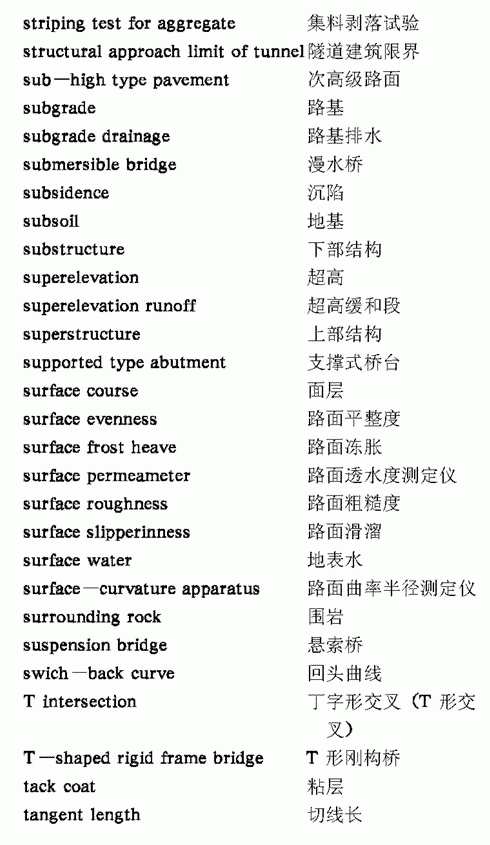 striping test for aggregate 集料剥落试验
structural approach limit of tunnel 隧道建筑限界
sub—high type pavement 次高级路面
subgrade 路基
subgrade drainage 路基排水
submersible bridge 漫水桥
subsidence 沉陷
subsoil 地基
substructure 下部结构
superelevation 超高
superelevation runoff 超高缓和段
superstructure 上部结构
supported type abutment 支撑式桥台
surface course 面层
surface evenness 路面平整度
surface frost heave 路面冻胀
surface permeameter 路面透水度测定仪
surface roughness 路面粗糙度
surface slipperinness 路面滑溜
surface water 地表水
surface—curvature apparatus 路面曲率半径测定仪
surrounding rock 围岩
suspension bridge 悬索桥
swich—back curve 回头曲线
T intersection 丁字形交叉（T 形交
叉）
T—shaped rigid frame bridge T 形刚构桥
tack coat 粘层
tangent length 切线长